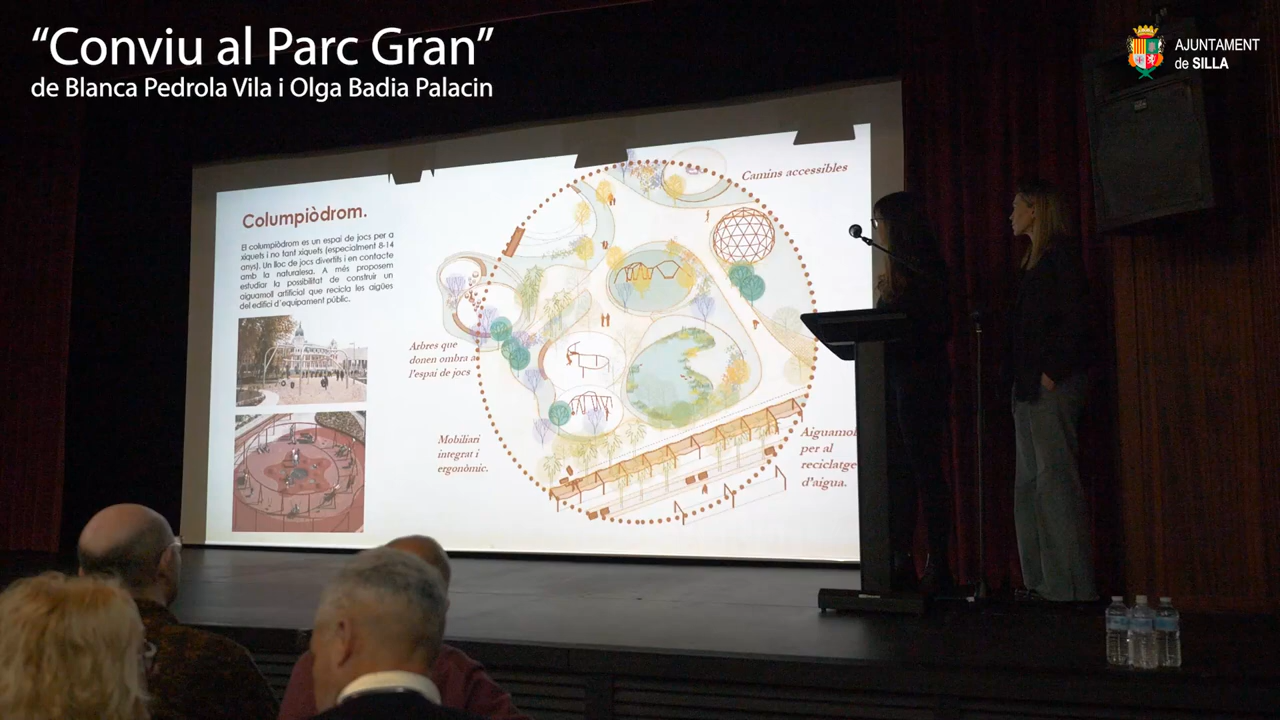 “Conviu al Parc Gran”
de Blanca Pedrola Vila i Olga Badia Palacin
AJUNTAMENT
de SILLA
Columpiòdrom.
El columpiòdrom es un espai de jocs per a
xiquets i no tant xiquets (especialment 8-14
anys). Un lloc de jocs divertits i en contacte
amb la naturalesa. A més proposem
estudiar la possibilitat de construir un
aiguamoll artificial que recicla les aigües
del edifici d'equipament públic.
Camins accessibles
Arbres que
donen ombra a
l'espai de jocs
Mobiliari
integrat i
ergonòmic.
Aiguamol
per al
reciclatge
d'aigua.